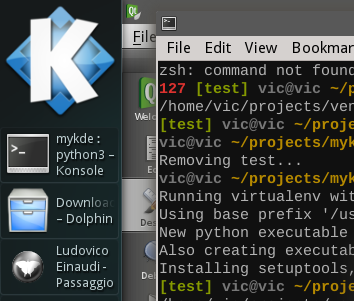 mykde :
python3 –
Konsole
Download
– Dolphin
Ludovico
Einaudi -
Passaggio
File
Qt
Welc
De
File Edit View Bookmar
zsh: command not found
127 [test] vic@vic ~/p
/home/vic/projects/ver
[test] vic@vic ~/proje
vic@vic ~/projects/myk
Removing test...
vic@vic ~/projects/myk
Running virtualenv wit
Using base prefix '/us
New python executable
Also creating executab
Installing setuptools,
[test] vic@vic ~/proje